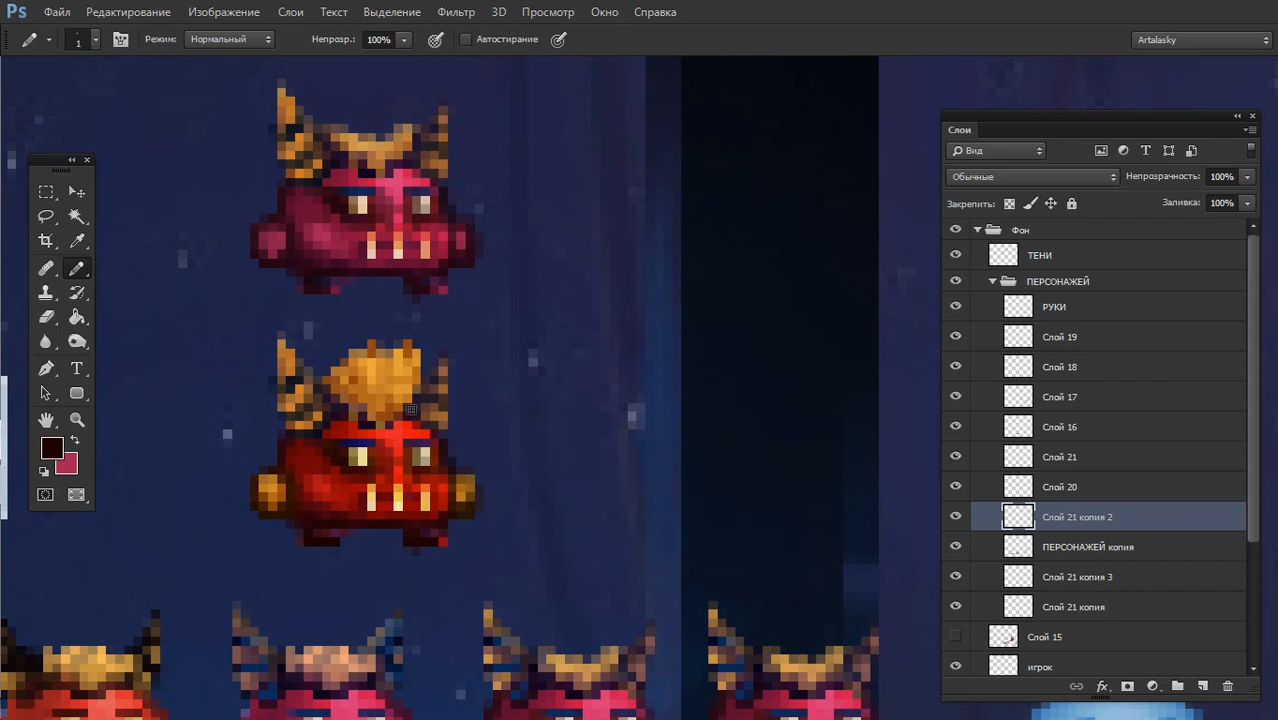 Ps Файл Редактирование Изображение Слои Текст Выделение Фильтр 3D Просмотр Окно Справка
1 Режим: Нормальный Непрозр.: 100% Автостирание Artalasky
Слои
Вид
Обычные Непрозрачность: 100%
Закрепить: Заливка: 100%
Фон
ТЕНИ
ПЕРСОНАЖЕЙ
РУКИ
Слой 19
Слой 18
Слой 17
Слой 16
Слой 21
Слой 20
Слой 21 копия 2
ПЕРСОНАЖЕЙ копия
Слой 21 копия 3
Слой 21 копия
Слой 15
игрок
fx